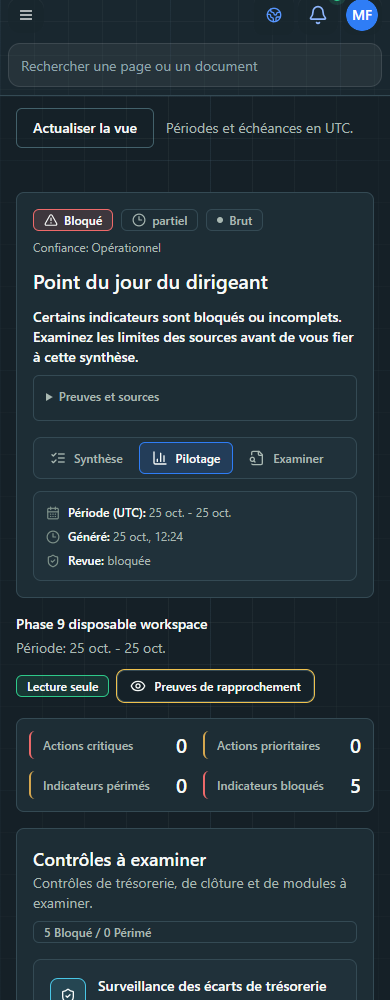 MF
Rechercher une page ou un document
Actualiser la vue
Périodes et échéances en UTC.
Bloqué
partiel
Brut
Confiance: Opérationnel
Point du jour du dirigeant
Certains indicateurs sont bloqués ou incomplets.
Examinez les limites des sources avant de vous fier
à cette synthèse.
Preuves et sources
Synthèse
Pilotage
Examiner
Période (UTC): 25 oct. - 25 oct.
Généré: 25 oct., 12:24
Revue: bloquée
Phase 9 disposable workspace
Période: 25 oct. - 25 oct.
Lecture seule
Preuves de rapprochement
Actions critiques 0
Actions prioritaires 0
Indicateurs périmés 0
Indicateurs bloqués 5
Contrôles à examiner
Contrôles de trésorerie, de clôture et de modules à
examiner.
5 Bloqué / 0 Périmé
Surveillance des écarts de trésorerie